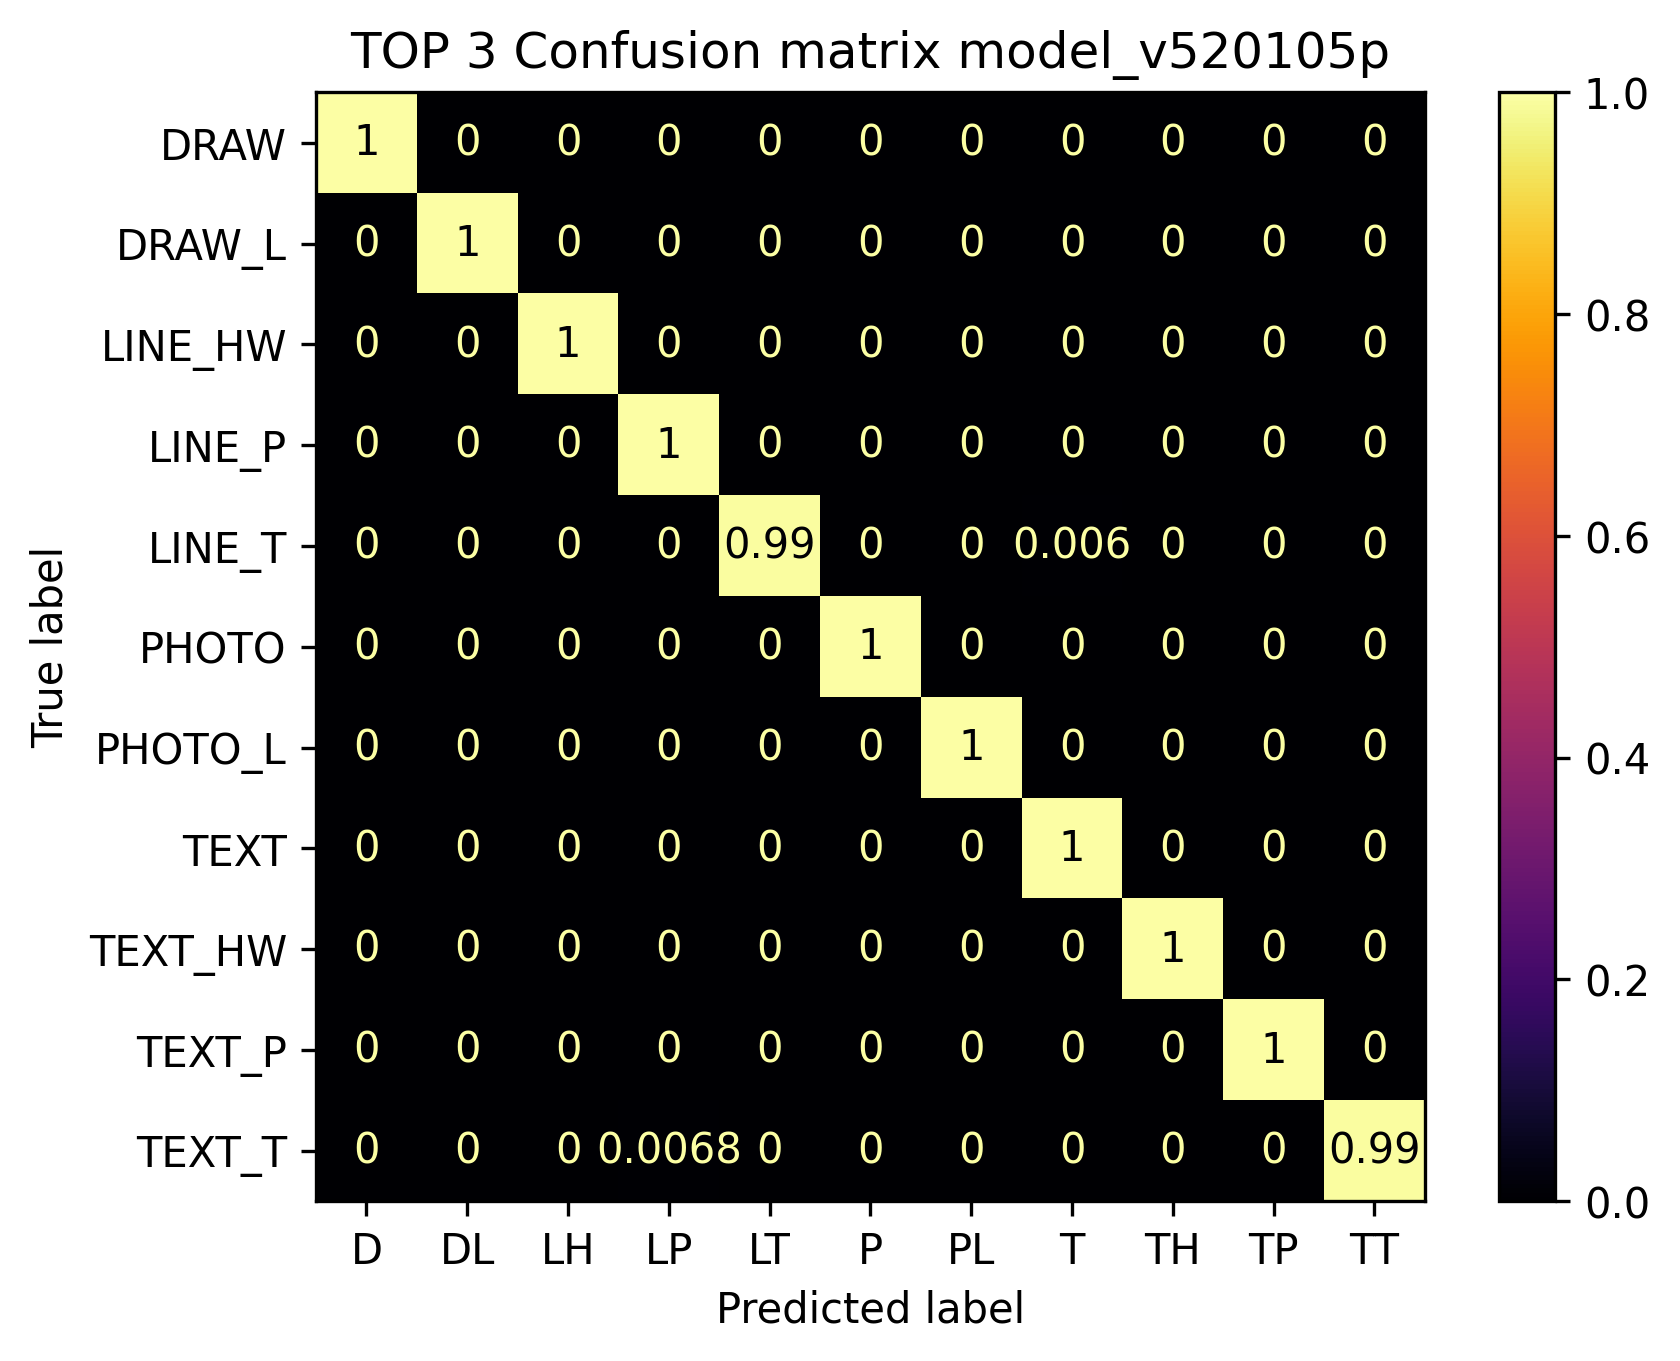 TOP 3 Confusion matrix model_v520105p
1.0
DRAW 1 0 0 0 0 0 0 0 0 0 0
DRAW_L 0 1 0 0 0 0 0 0 0 0 0
0.8
LINE_HW 0 0 1 0 0 0 0 0 0 0 0
LINE_P 0 0 0 1 0 0 0 0 0 0 0
0.6
LINE_T 0 0 0 0 0.99 0 0 0.006 0 0 0
True label
PHOTO 0 0 0 0 0 1 0 0 0 0 0
PHOTO_L 0 0 0 0 0 0 1 0 0 0 0
0.4
TEXT 0 0 0 0 0 0 0 1 0 0 0
TEXT_HW 0 0 0 0 0 0 0 0 1 0 0
0.2
TEXT_P 0 0 0 0 0 0 0 0 0 1 0
TEXT_T 0 0 0 0.0068 0 0 0 0 0 0 0.99
0.0
D DL LH LP LT P PL T TH TP TT
Predicted label